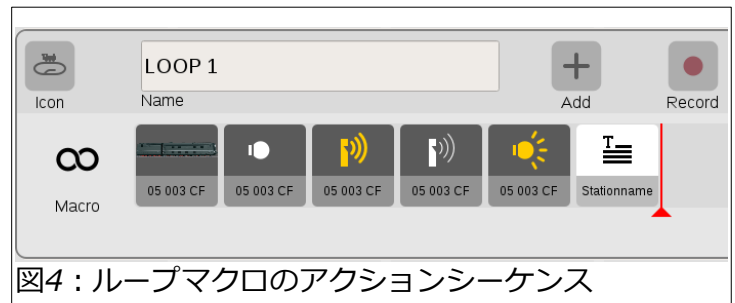 LOOP 1
Icon Name Add Record
05 003 CF 05 003 CF 05 003 CF 05 003 CF 05 003 CF Stationname
Macro
図4：ループマクロのアクションシーケンス